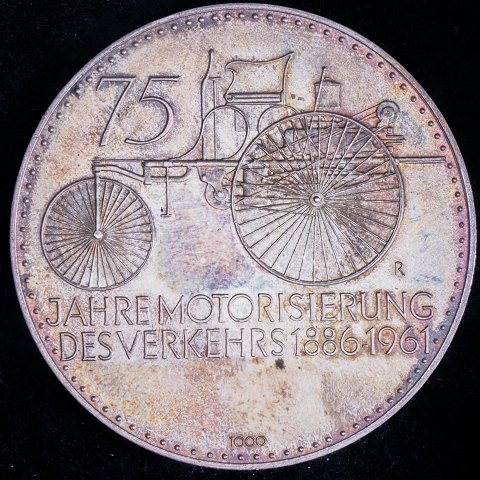 75
R
JAHRE MOTORISIERUNG
DES VERKEHRS 1886·1961
1000